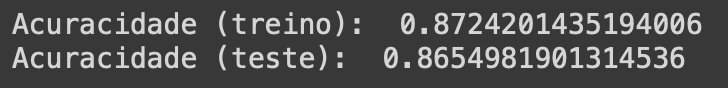 Acuracidade (treino):  0.8724201435194006
Acuracidade (teste):  0.8654981901314536